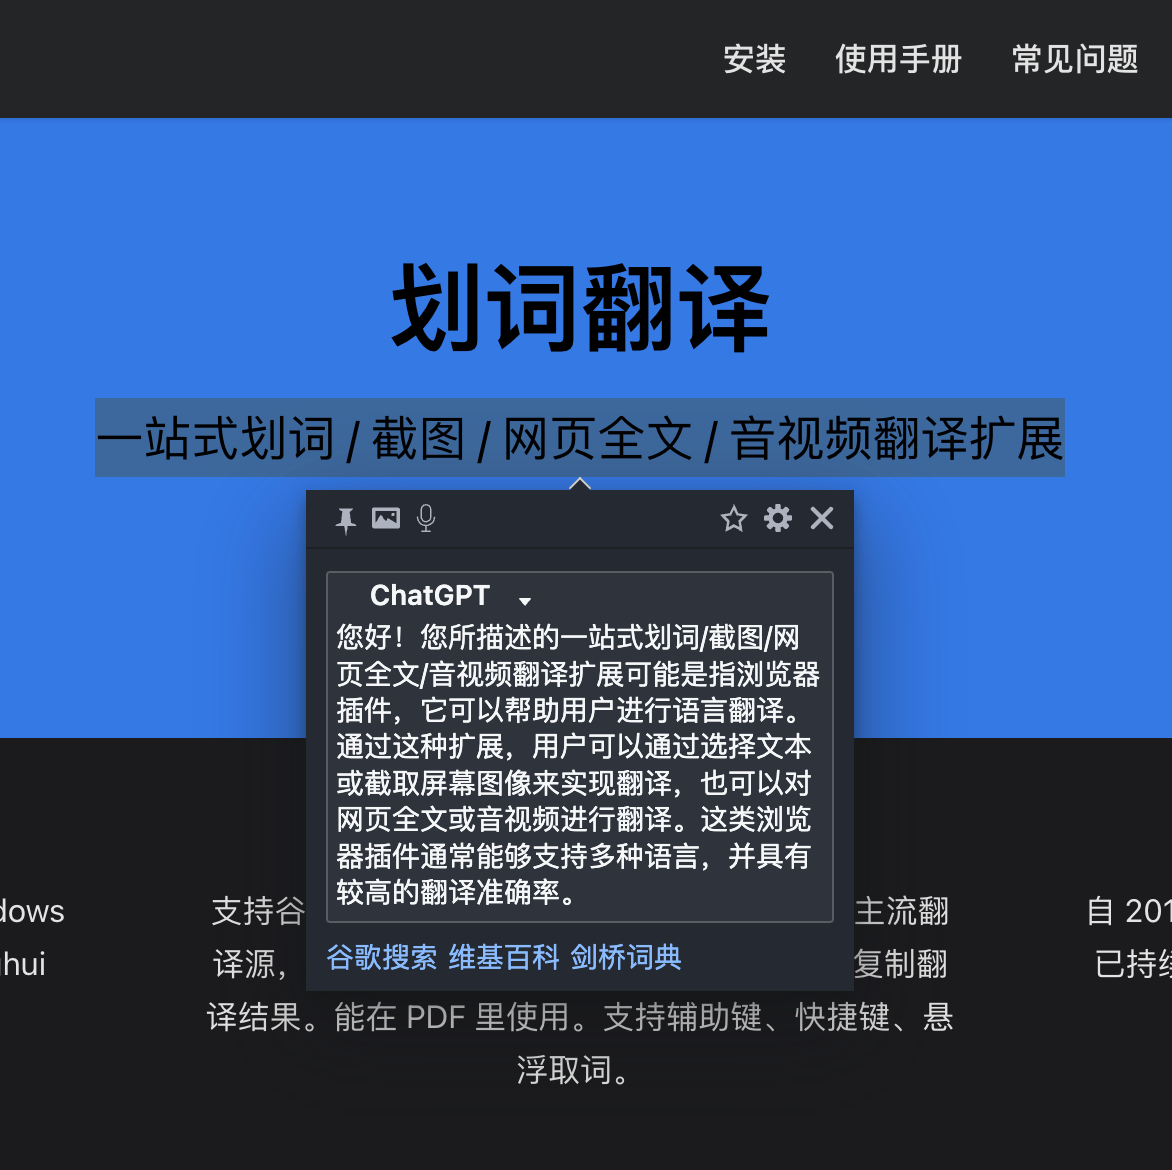 安装 使用手册 常见问题
划词翻译
一站式划词 / 截图 / 网页全文 / 音视频翻译扩展
ChatGPT
您好！您所描述的一站式划词/截图/网
页全文/音视频翻译扩展可能是指浏览器
插件，它可以帮助用户进行语言翻译。
通过这种扩展，用户可以通过选择文本
或截取屏幕图像来实现翻译，也可以对
网页全文或音视频进行翻译。这类浏览
器插件通常能够支持多种语言，并具有
较高的翻译准确率。
谷歌搜索 维基百科 剑桥词典
dows
hui
支持谷 主流翻
译源， 复制翻
译结果。能在 PDF 里使用。支持辅助键、快捷键、悬
浮取词。
自 201
已持续